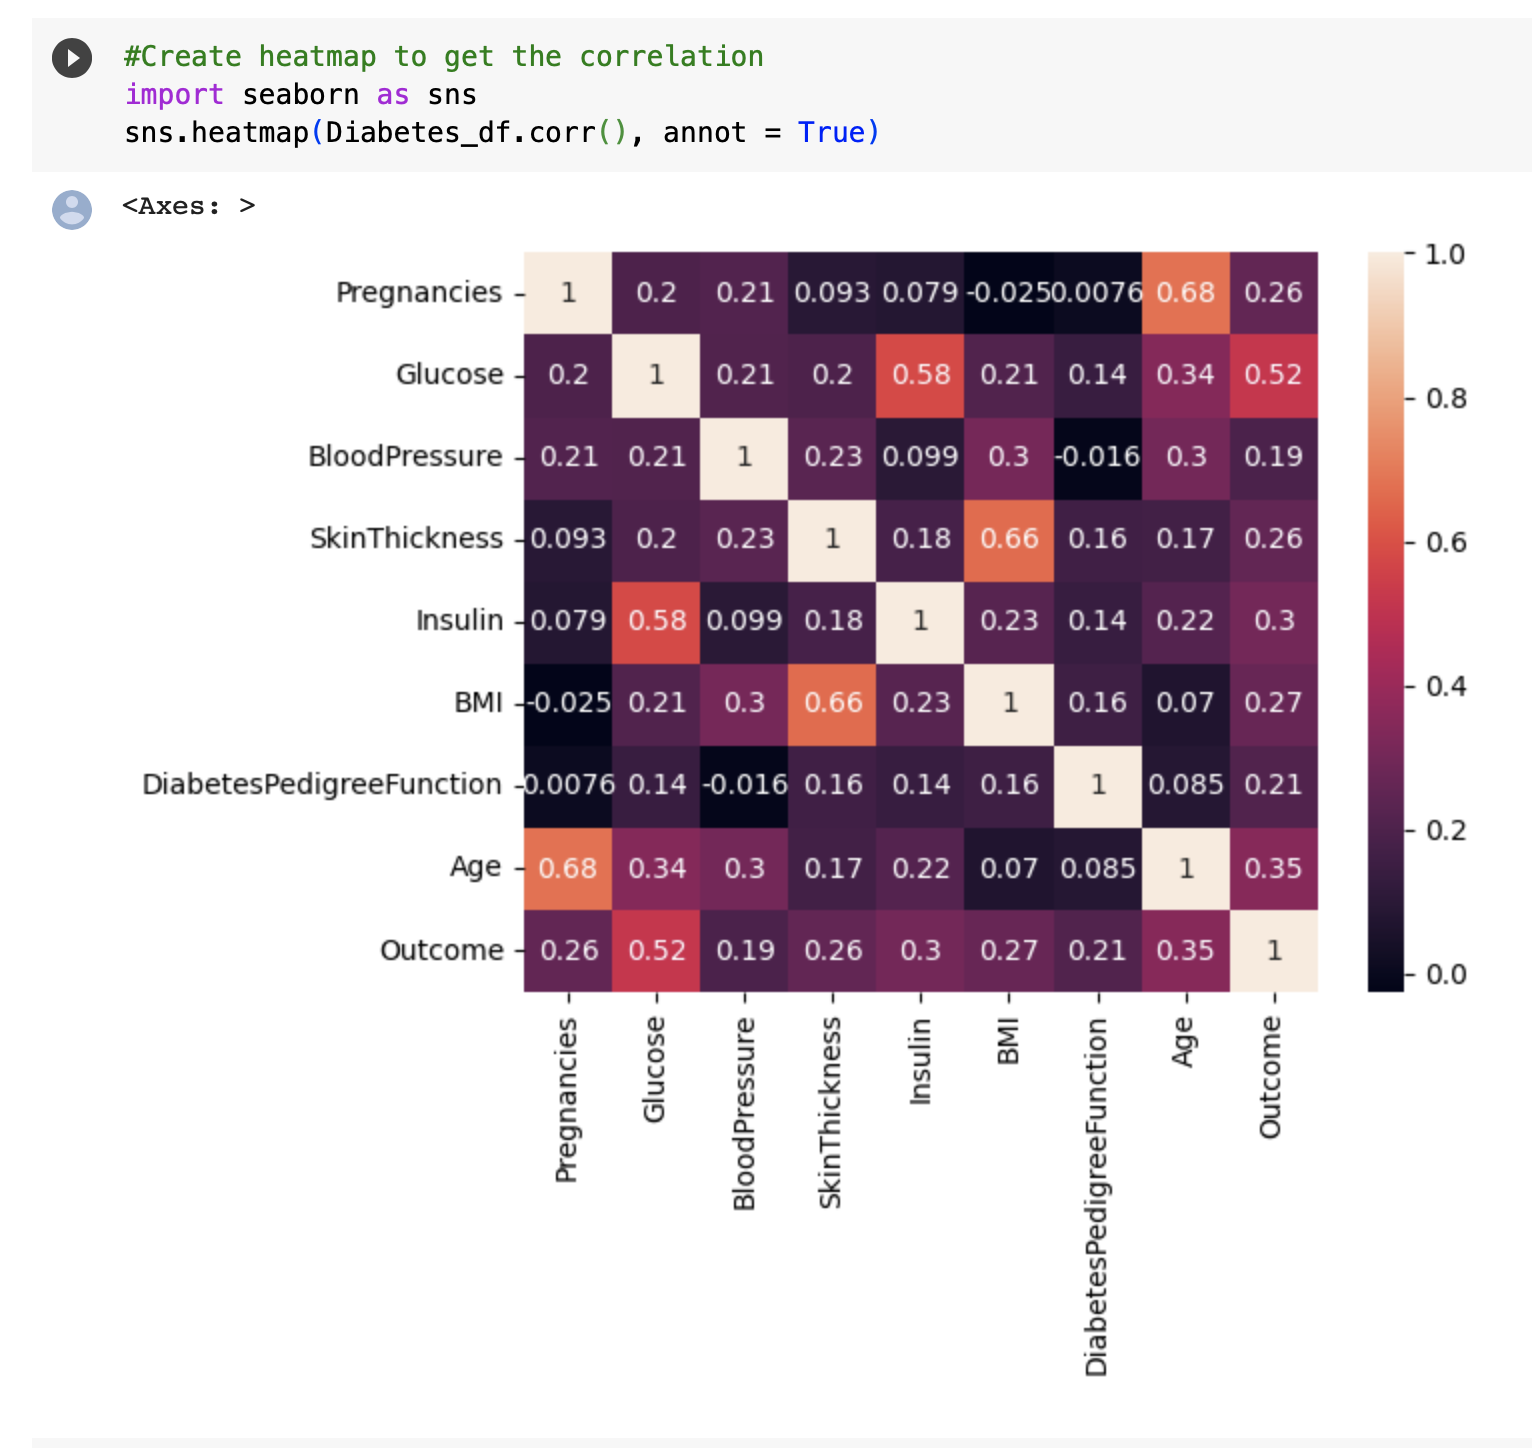 #Create heatmap to get the correlation
import seaborn as sns
sns.heatmap(Diabetes_df.corr(), annot = True)
<Axes: >
Pregnancies 1 0.2 0.21 0.093 0.079 -0.025 0.0076 0.68 0.26
Glucose 0.2 1 0.21 0.2 0.58 0.21 0.14 0.34 0.52
BloodPressure 0.21 0.21 1 0.23 0.099 0.3 -0.016 0.3 0.19
SkinThickness 0.093 0.2 0.23 1 0.18 0.66 0.16 0.17 0.26
Insulin 0.079 0.58 0.099 0.18 1 0.23 0.14 0.22 0.3
BMI -0.025 0.21 0.3 0.66 0.23 1 0.16 0.07 0.27
DiabetesPedigreeFunction 0.0076 0.14 -0.016 0.16 0.14 0.16 1 0.085 0.21
Age 0.68 0.34 0.3 0.17 0.22 0.07 0.085 1 0.35
Outcome 0.26 0.52 0.19 0.26 0.3 0.27 0.21 0.35 1
Pregnancies
Glucose
BloodPressure
SkinThickness
Insulin
BMI
DiabetesPedigreeFunction
Age
Outcome
1.0
0.8
0.6
0.4
0.2
0.0